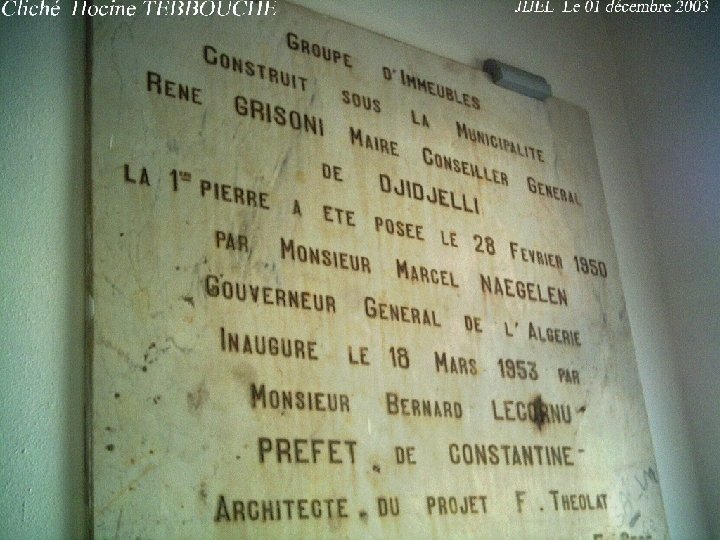 Cliché Hocine TEBBOUCHE JIJEL Le 01 décembre 2003
GROUPE D'IMMEUBLES
CONSTRUIT SOUS LA MUNICIPALITE
RENE GRISONI MAIRE CONSEILLER GENERAL
DE DJIDJELLI
LA 1ERE PIERRE A ETE POSEE LE 28 FEVRIER 1950
PAR MONSIEUR MARCEL NAEGELEN
GOUVERNEUR GENERAL DE L'ALGERIE
INAUGURE LE 18 MARS 1953 PAR
MONSIEUR BERNARD LECORNU
PREFET DE CONSTANTINE
ARCHITECTE DU PROJET F. THEOLAT